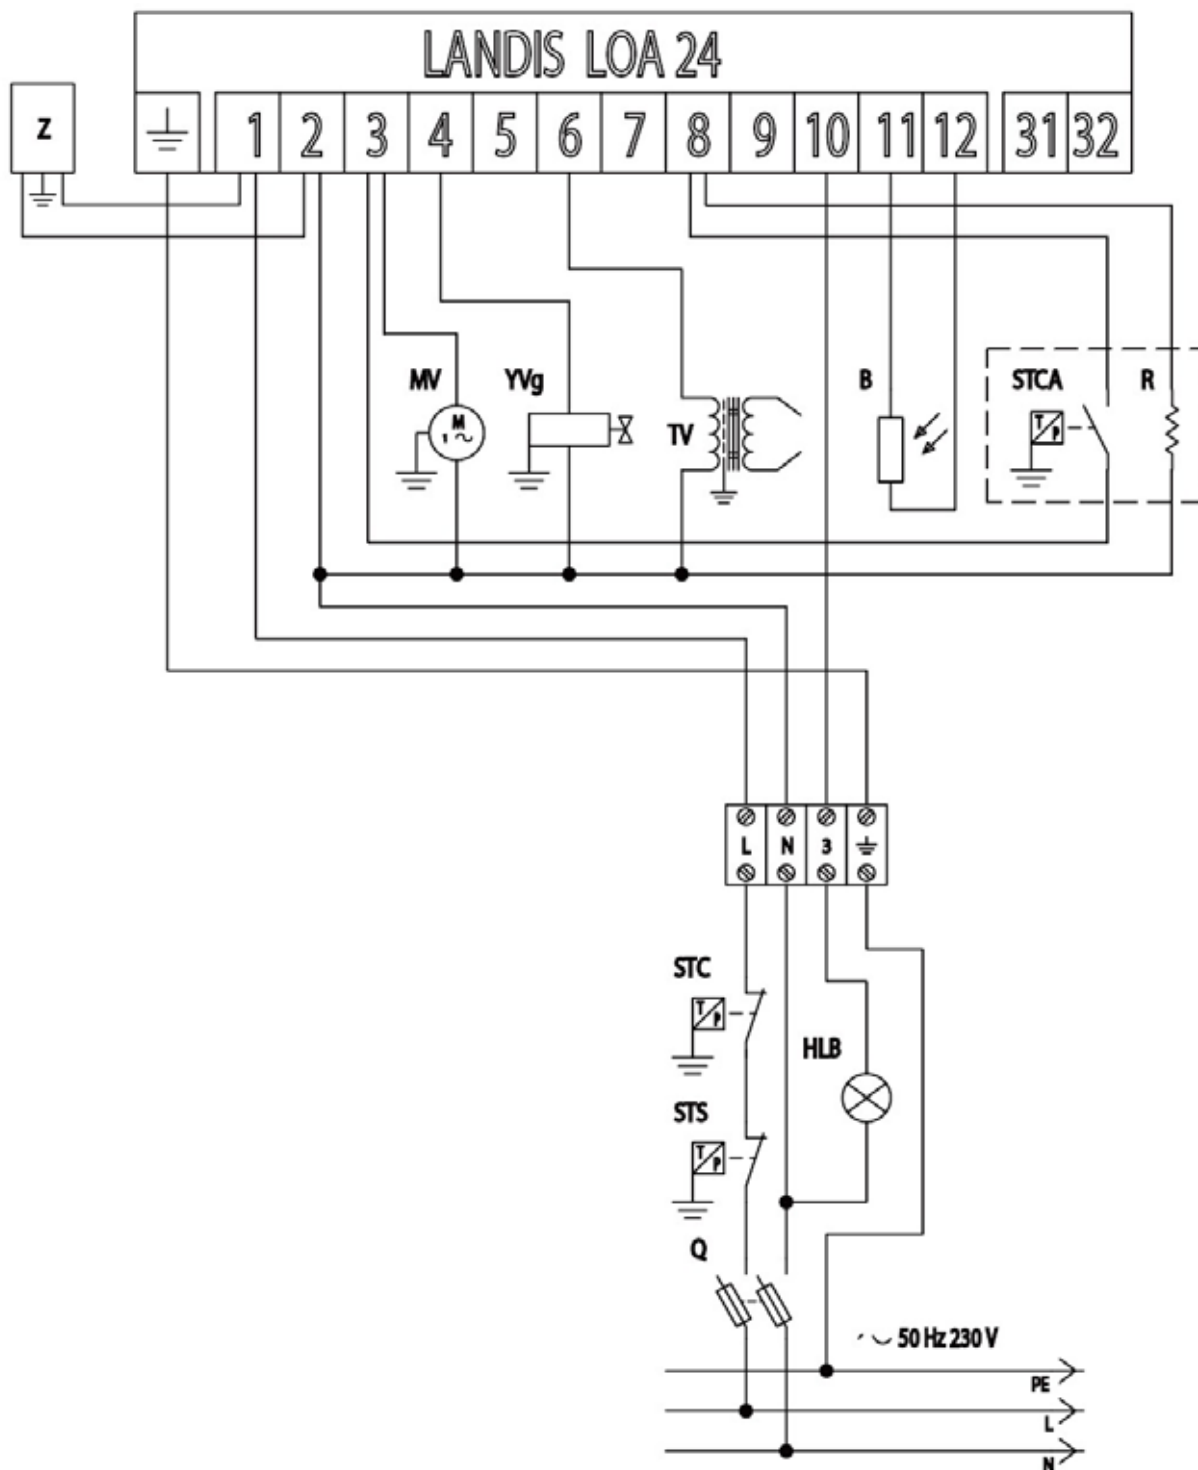 LANDIS LOA 24
Z
1 2 3 4 5 6 7 8 9 10 11 12 31 32
MV YVg B STCA R
M
1
TV
T/P
L N 3
STC
T/P
HLB
STS
T/P
Q
~ 50 Hz 230 V
PE
L
N